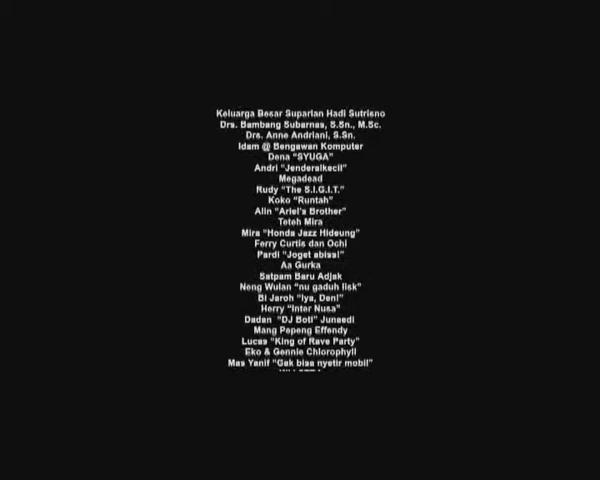 Keluarga Besar Suparlan Hadi Sutrisno
Drs. Bambang Subarnas, S.Sn., M.Sc.
Drs. Anne Andriani, S.Sn.
Idam @ Bengawan Komputer
Dena "SYUGA"
Andri "Jenderalkecil"
Megadead
Rudy "The S.I.G.I.T."
Koko "Runtah"
Alin "Ariel's Brother"
Teteh Mira
Mira "Honda Jazz Hideung"
Ferry Curtis dan Ochi
Pardi "Joget abiss!"
Aa Gurka
Satpam Baru Adjak
Neng Wulan "nu gaduh lisk"
Bi Jaroh "Iya, Den!"
Herry "Inter Nusa"
Dadan "DJ Boti" Junaedi
Mang Pepeng Effendy
Lucas "King of Rave Party"
Eko & Gennie Chlorophyll
Mas Yanif "Gak bisa nyetir mobil"